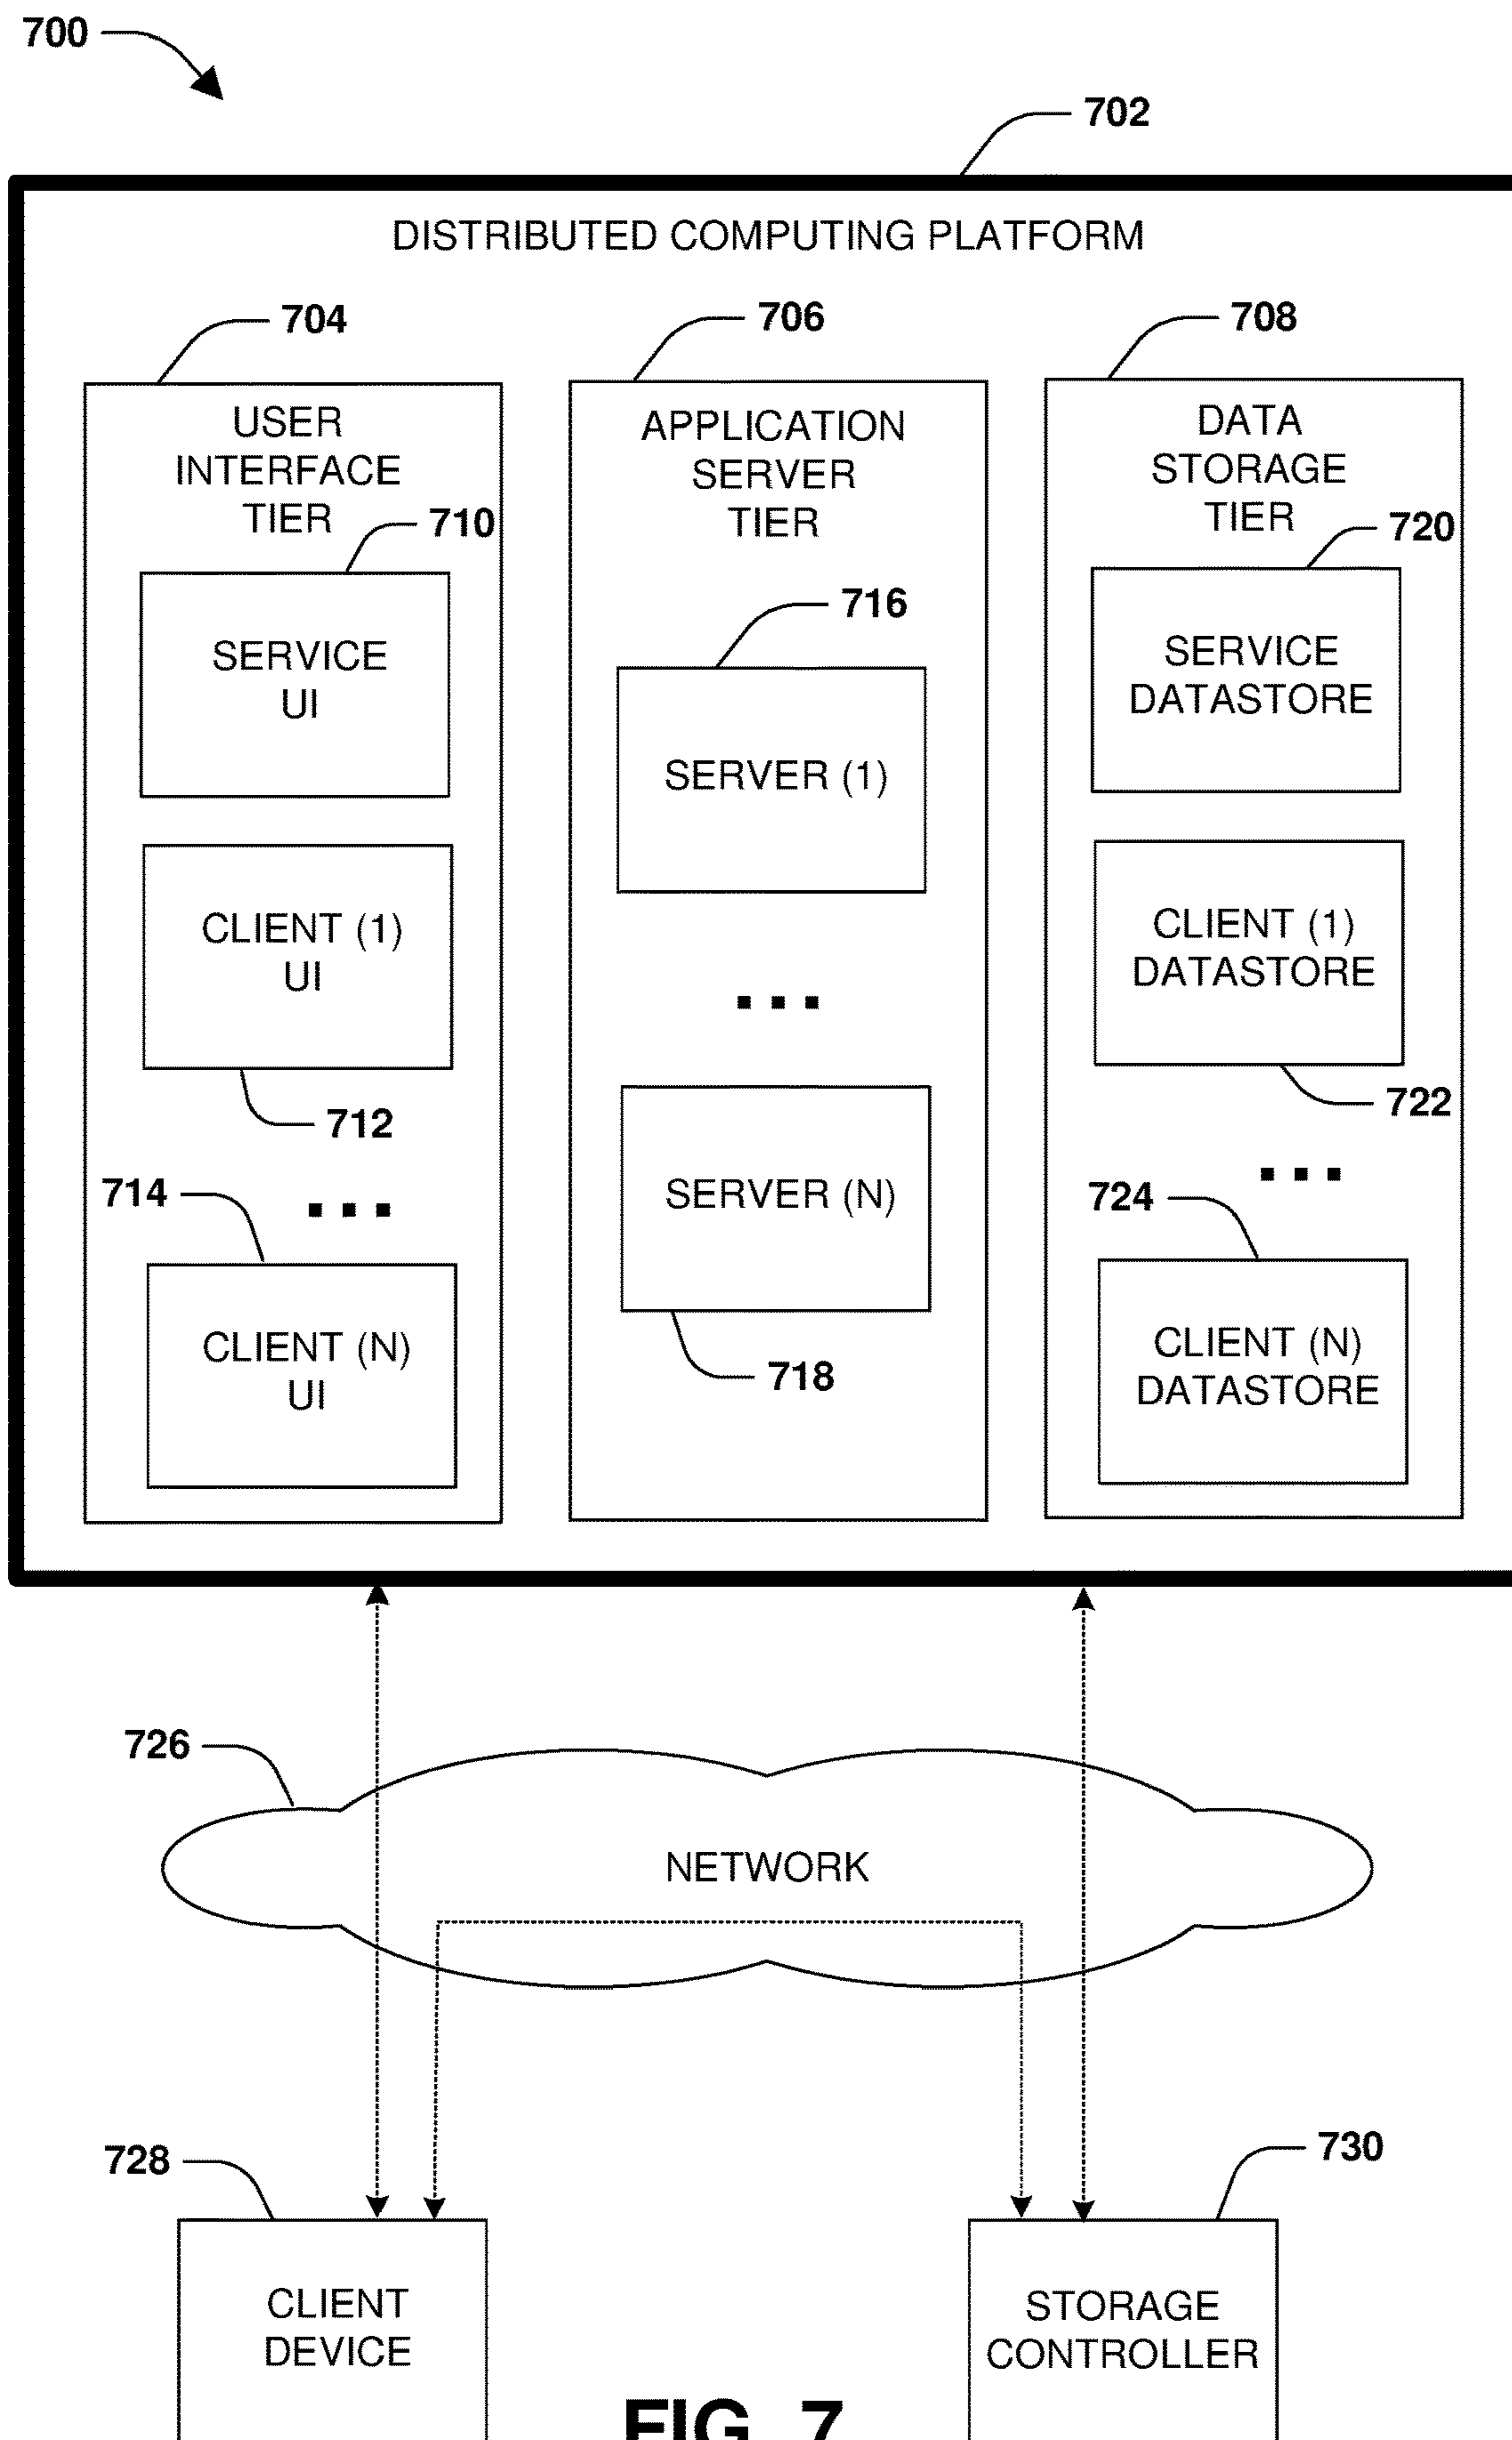 700
702
DISTRIBUTED COMPUTING PLATFORM
704
706
708
USER
INTERFACE
TIER
710
SERVICE
UI
CLIENT (1)
UI
712
714
CLIENT (N)
UI
APPLICATION
SERVER
TIER
716
SERVER (1)
SERVER (N)
718
DATA
STORAGE
TIER
720
SERVICE
DATASTORE
CLIENT (1)
DATASTORE
722
724
CLIENT (N)
DATASTORE
726
NETWORK
728
730
CLIENT
DEVICE
STORAGE
CONTROLLER
FIG. 7